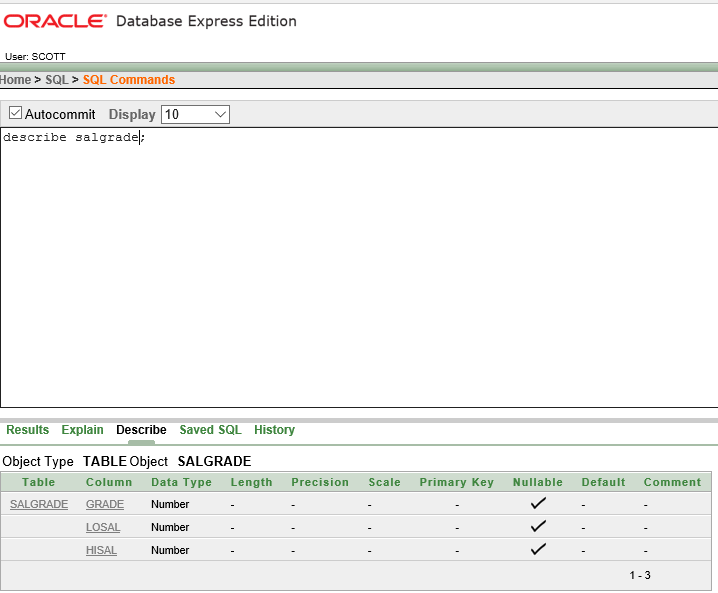 ORACLE® Database Express Edition
User: SCOTT
Home > SQL > SQL Commands
Autocommit Display 10
describe salgrade;
Results Explain Describe Saved SQL History
Object Type TABLE Object SALGRADE
Table Column Data Type Length Precision Scale Primary Key Nullable Default Comment
SALGRADE GRADE Number - - - - ✓ - -
LOSAL Number - - - - ✓ - -
HISAL Number - - - - ✓ - -
1 - 3